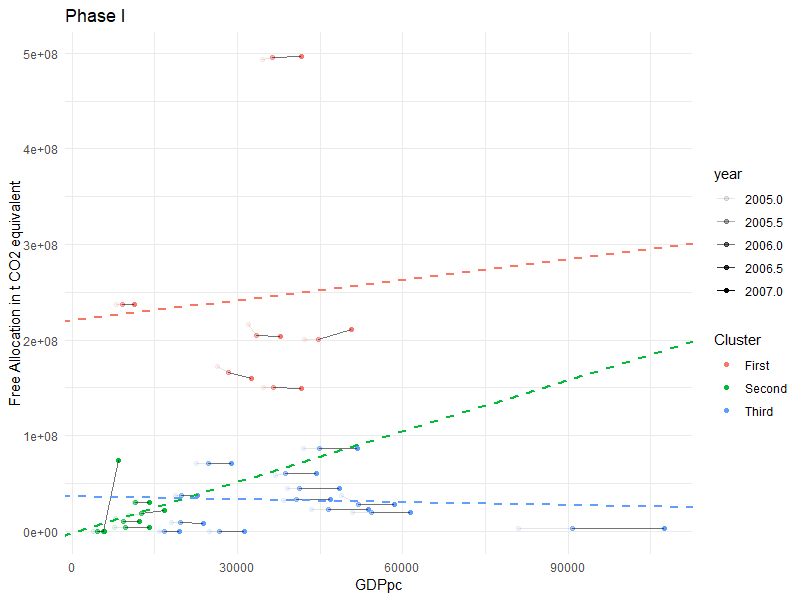 Phase I
Free Allocation in t CO2 equivalent
5e+08
4e+08
3e+08
2e+08
1e+08
0e+00
0
30000
60000
90000
GDPpc
year
2005.0
2005.5
2006.0
2006.5
2007.0
Cluster
First
Second
Third